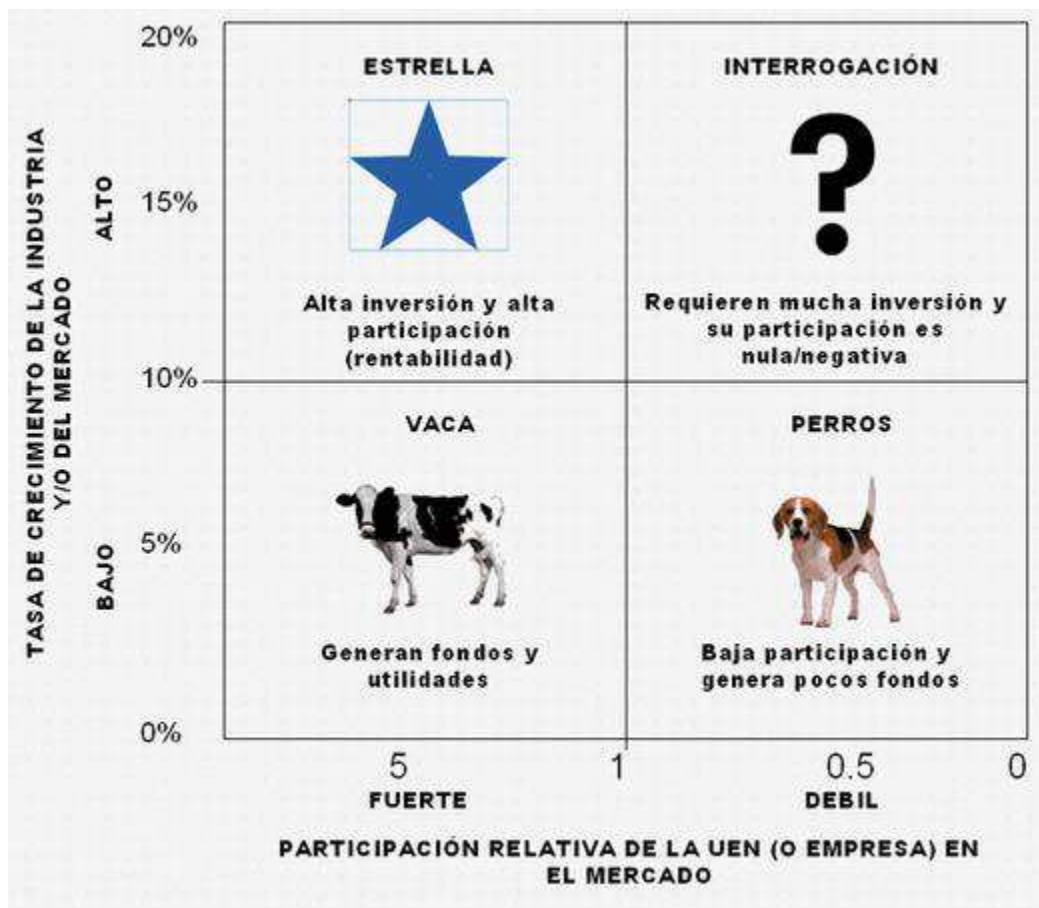 20%
ESTRELLA
INTERROGACIÓN
?
15%
ALTO
TASA DE CRECIMIENTO DE LA INDUSTRIA
Y/O DEL MERCADO
Alta inversión y alta
participación
(rentabilidad)
Requieren mucha inversión y
su participación es
nula/negativa
10%
VACA
PERROS
5%
BAJO
Generan fondos y
utilidades
Baja participación y
genera pocos fondos
0%
5
1
0.5
0
FUERTE
DEBIL
PARTICIPACIÓN RELATIVA DE LA UEN (O EMPRESA) EN
EL MERCADO